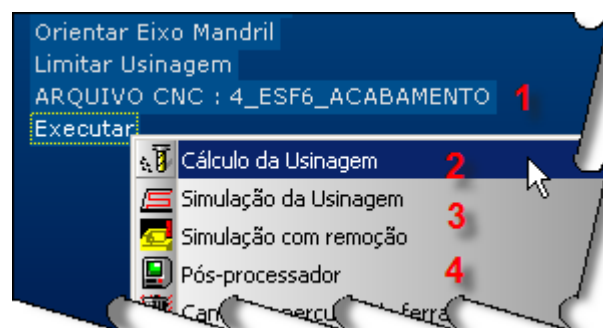 Orientar Eixo Mandril
Limitar Usinagem
ARQUIVO CNC : 4_ESF6_ACABAMENTO 1
Executar
Cálculo da Usinagem 2
Simulação da Usinagem
3
Simulação com remoção
Pós-processador 4